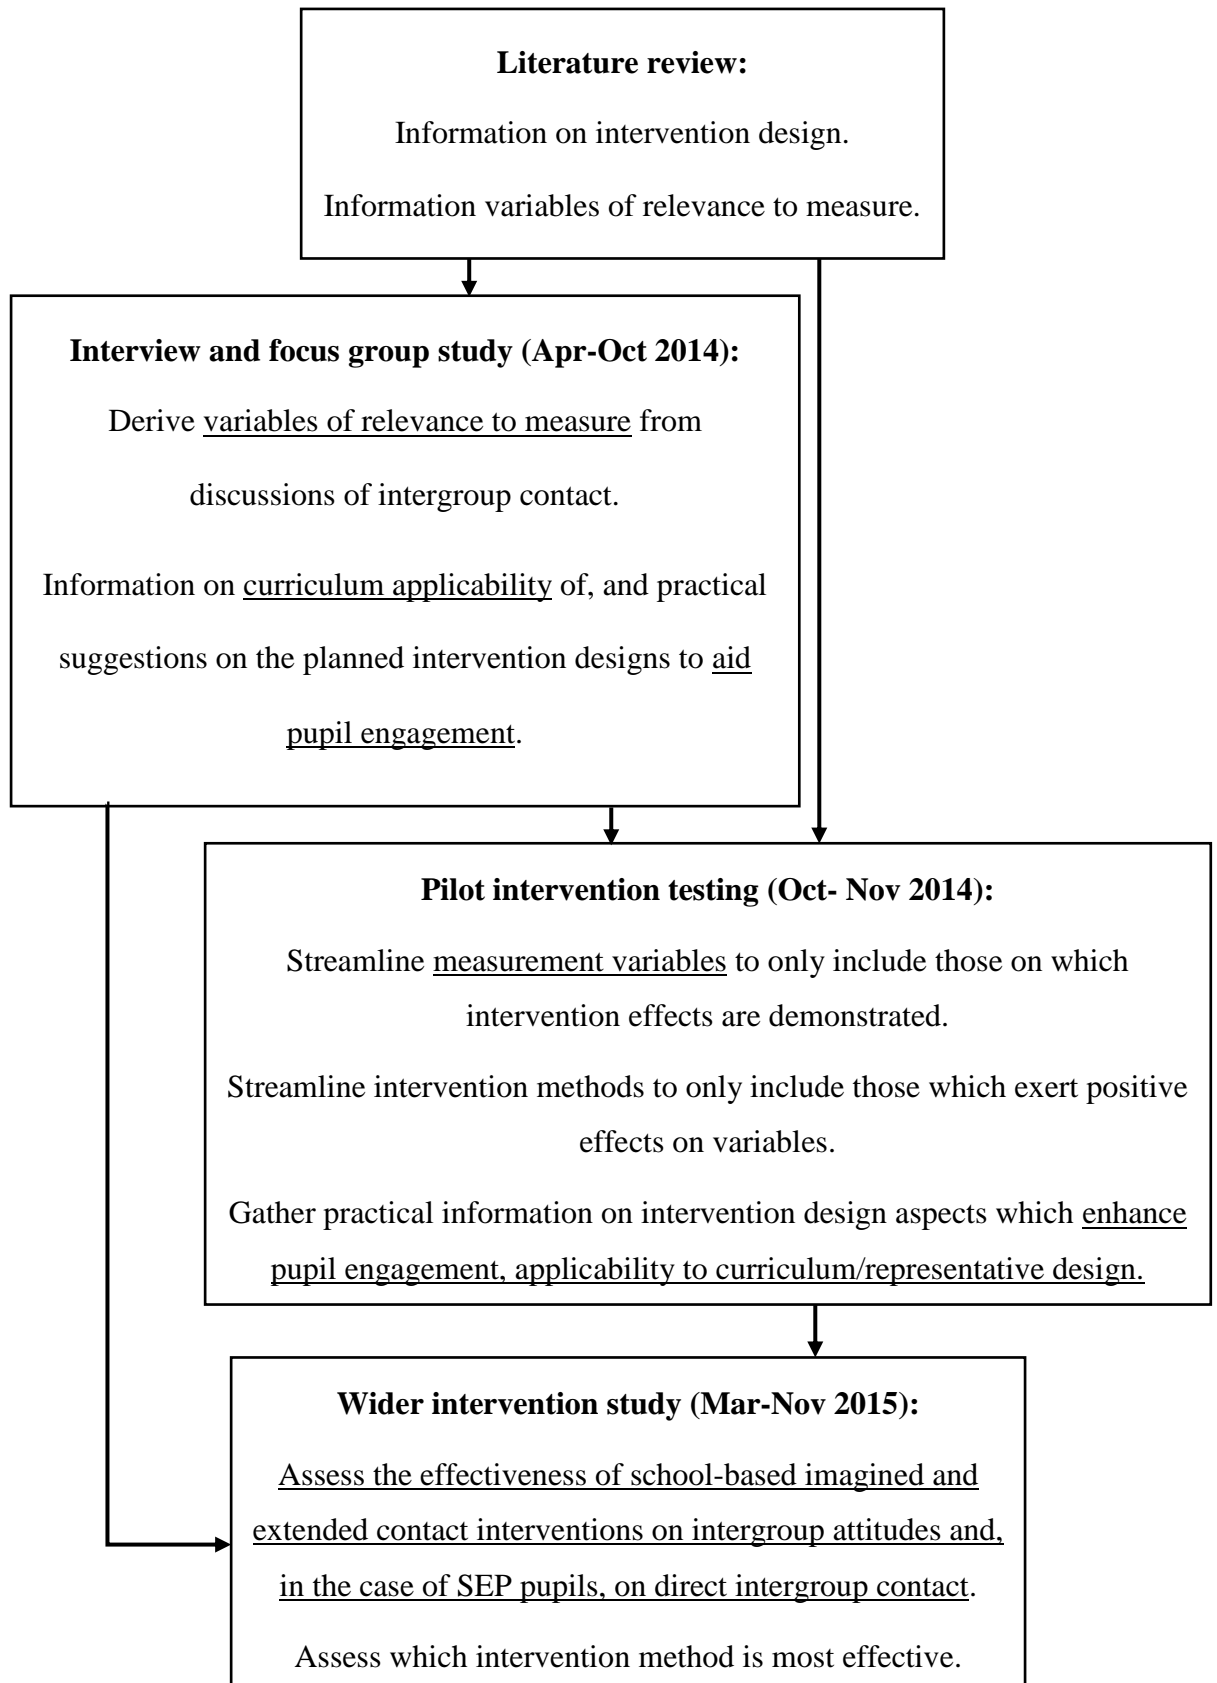 Literature review:
Information on intervention design.
Information variables of relevance to measure.
Interview and focus group study (Apr-Oct 2014):
Derive variables of relevance to measure from
discussions of intergroup contact.
Information on curriculum applicability of, and practical
suggestions on the planned intervention designs to aid
pupil engagement.
Pilot intervention testing (Oct- Nov 2014):
Streamline measurement variables to only include those on which
intervention effects are demonstrated.
Streamline intervention methods to only include those which exert positive
effects on variables.
Gather practical information on intervention design aspects which enhance
pupil engagement, applicability to curriculum/representative design.
Wider intervention study (Mar-Nov 2015):
Assess the effectiveness of school-based imagined and
extended contact interventions on intergroup attitudes and,
in the case of SEP pupils, on direct intergroup contact.
Assess which intervention method is most effective.